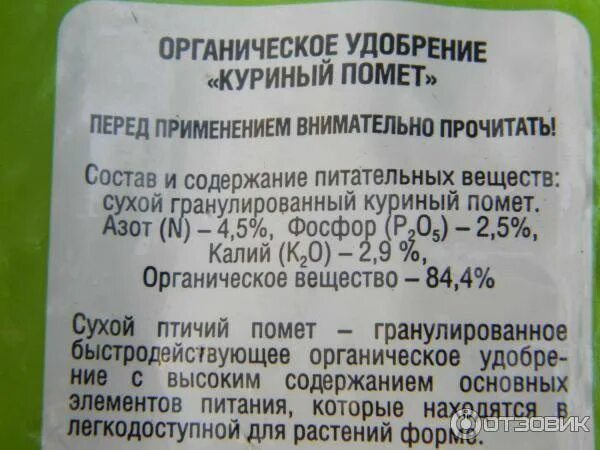 ОРГАНИЧЕСКОЕ УДОБРЕНИЕ
«КУРИНЫЙ ПОМЕТ»
ПЕРЕД ПРИМЕНЕНИЕМ ВНИМАТЕЛЬНО ПРОЧИТАТЬ!
Состав и содержание питательных веществ:
сухой гранулированный куриный помет.
Азот (N) – 4,5%, Фосфор (P₂O₅) – 2,5%,
Калий (K₂O) – 2,9 %,
Органическое вещество – 84,4%
Сухой птичий помет – гранулированное
быстродействующее органическое удобре-
ние с высоким содержанием основных
элементов питания, которые находятся в
легкодоступной для растений форме.
ОТЗОВИК